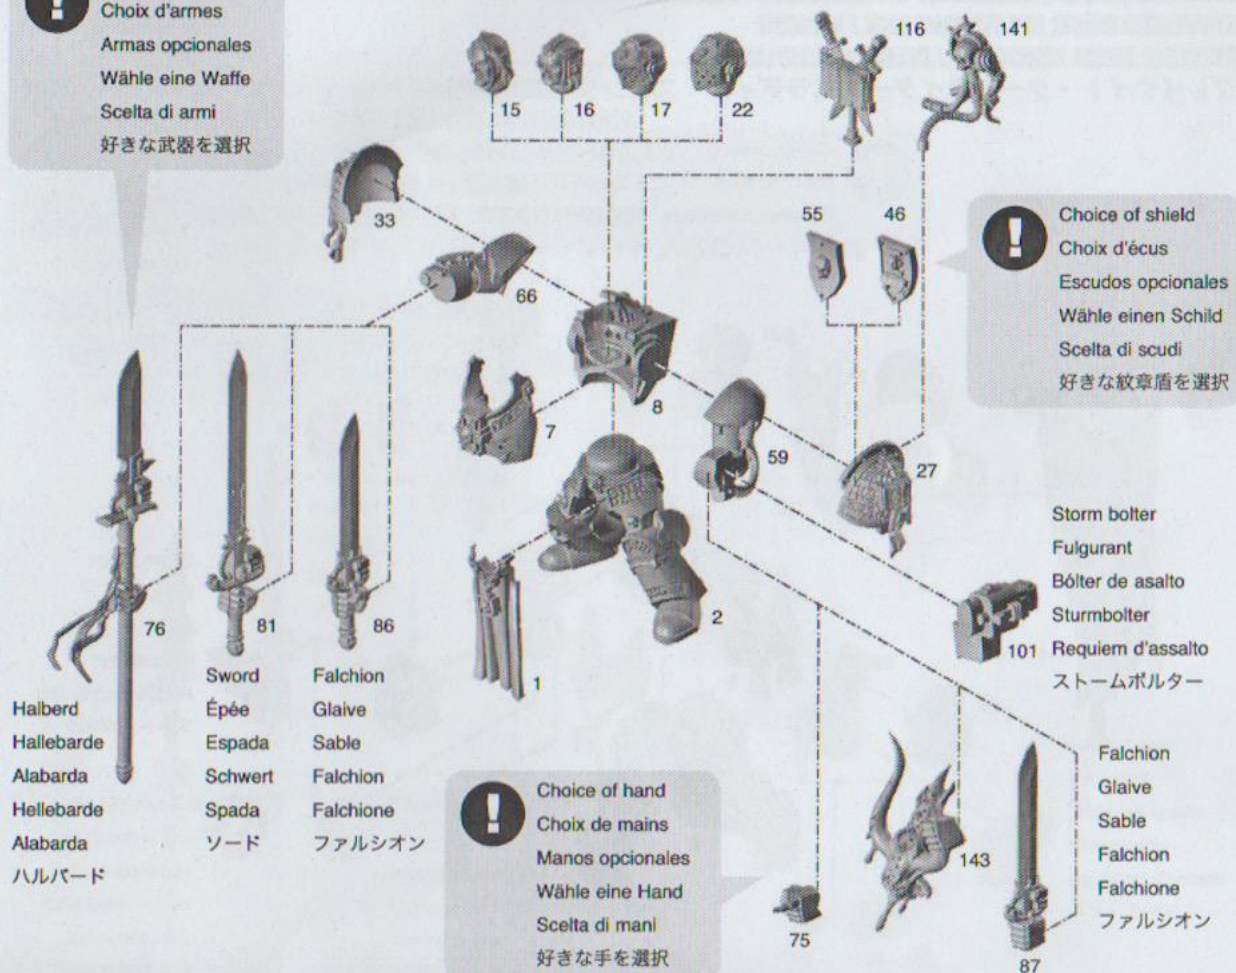 Choix d'armes
Armas opcionales
Wähle eine Waffe
Scelta di armi
好きな武器を選択
15
16
17
22
116
141
33
66
55
46
Choice of shield
Choix d'écus
Escudos opcionales
Wähle einen Schild
Scelta di scudi
好きな紋章盾を選択
8
7
59
27
Storm bolter
Fulgurant
Bólter de asalto
Sturmbolter
Requiem d'assalto
ストームボルター
101
2
1
76
81
86
Halberd
Hallebarde
Alabarda
Hellebarde
Alabarda
ハルバード
Sword
Épée
Espada
Schwert
Spada
ソード
Falchion
Glaive
Sable
Falchion
Falchione
ファルシオン
Choice of hand
Choix de mains
Manos opcionales
Wähle eine Hand
Scelta di mani
好きな手を選択
75
143
Falchion
Glaive
Sable
Falchion
Falchione
ファルシオン
87